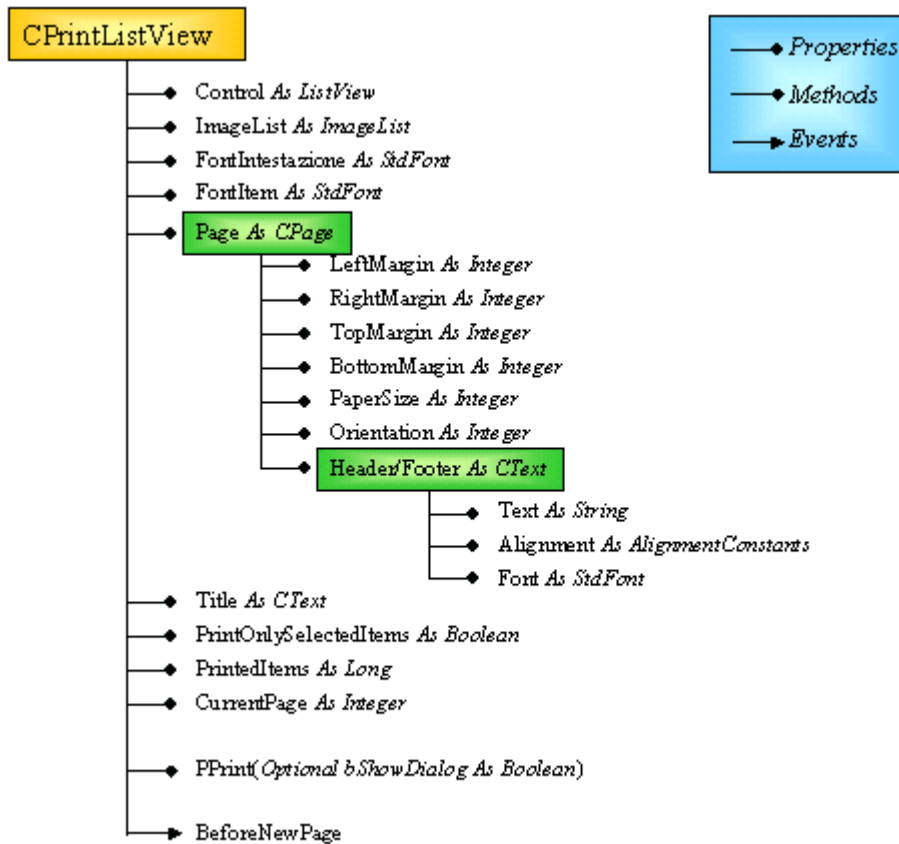 CPrintListView
Properties
Methods
Events
Control As ListView
ImageList As ImageList
FontIntestazione As StdFont
FontItem As StdFont
Page As CPage
LeftMargin As Integer
RightMargin As Integer
TopMargin As Integer
BottomMargin As Integer
PaperSize As Integer
Orientation As Integer
Header/Footer As CText
Text As String
Alignment As AlignmentConstants
Font As StdFont
Title As CText
PrintOnlySelectedItems As Boolean
PrintedItems As Long
CurrentPage As Integer
PPrint(Optional bShowDialog As Boolean)
BeforeNewPage